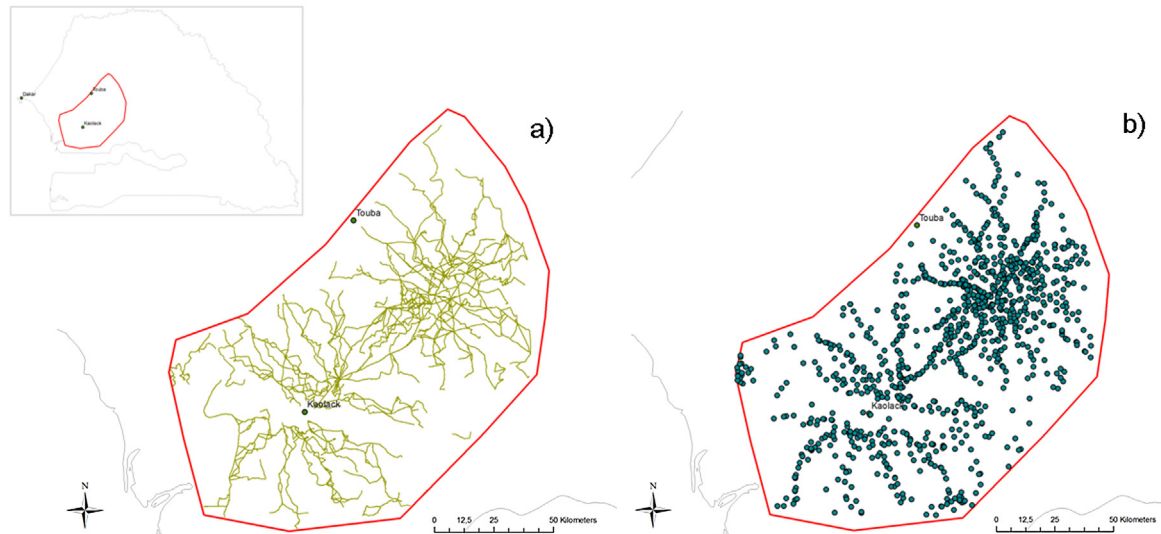 Dakar
Touba
Kaolack
a)
Touba
Kaolack
N
0 12,5 25 50 Kilometers
b)
Touba
Kaolack
N
0 12,5 25 50 Kilometers